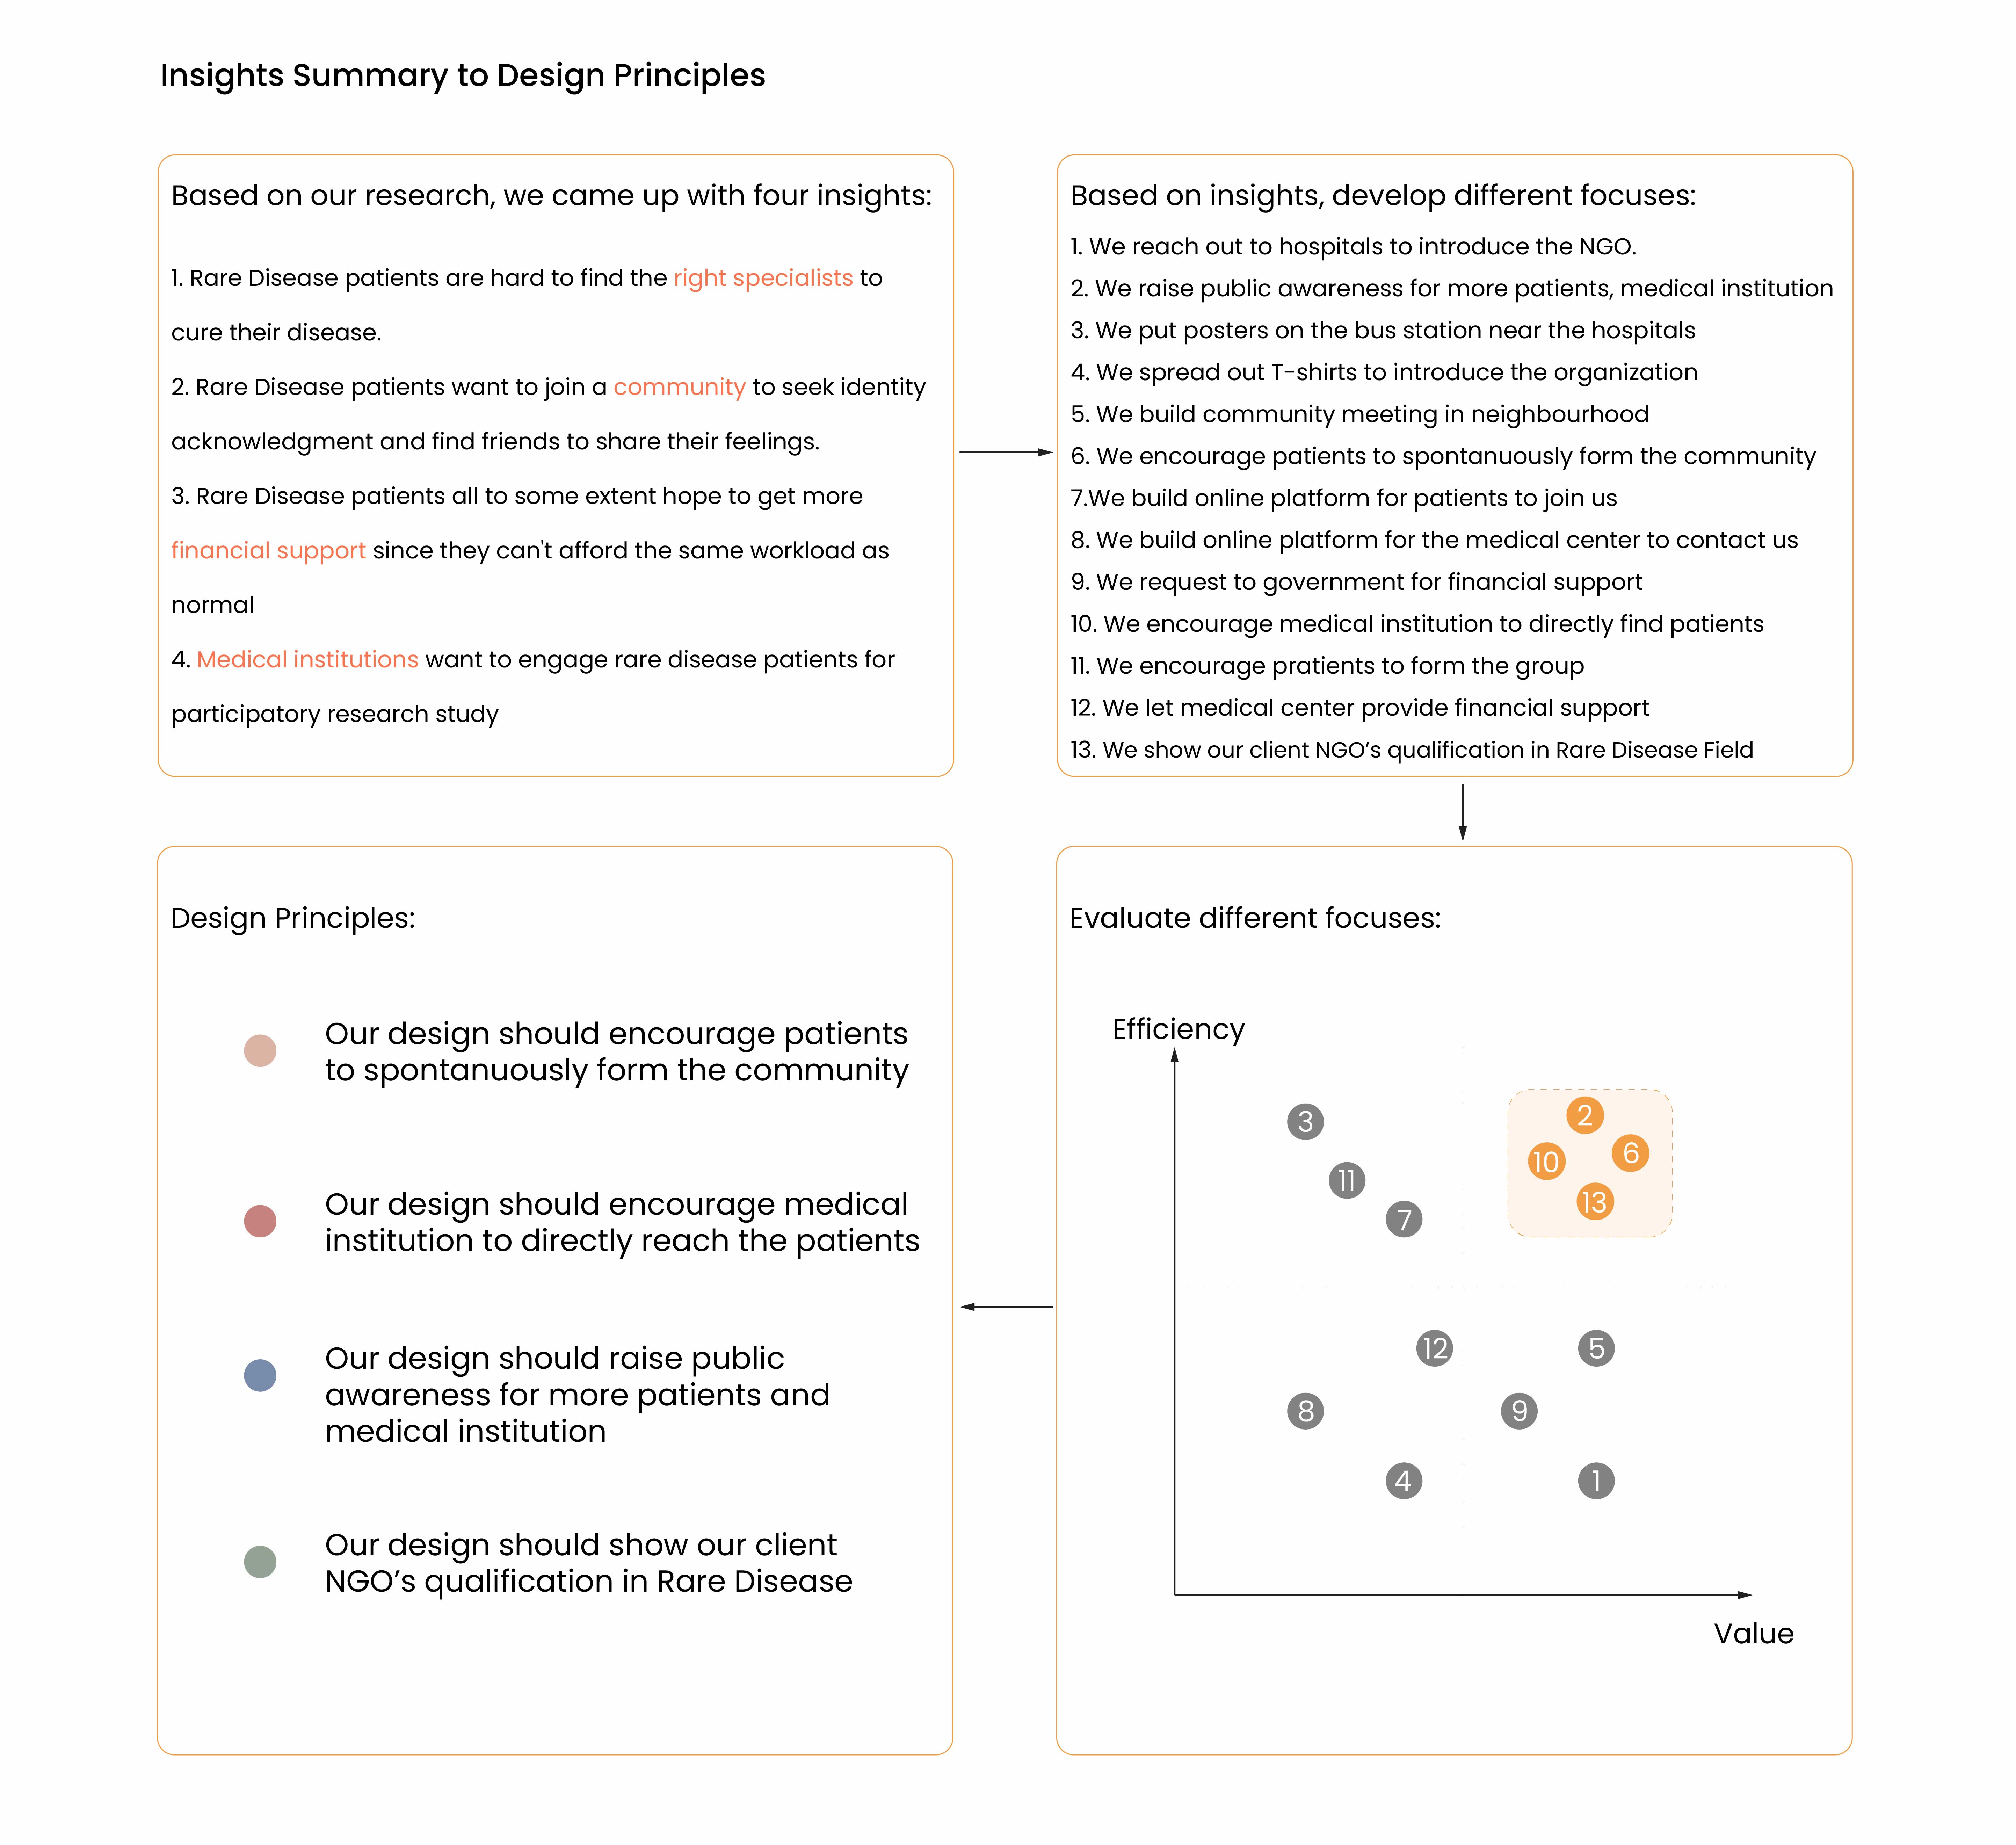 Insights Summary to Design Principles
Based on our research, we came up with four insights:
1. Rare Disease patients are hard to find the right specialists to
cure their disease.
2. Rare Disease patients want to join a community to seek identity
acknowledgment and find friends to share their feelings.
3. Rare Disease patients all to some extent hope to get more
financial support since they can't afford the same workload as
normal
4. Medical institutions want to engage rare disease patients for
participatory research study
Based on insights, develop different focuses:
1. We reach out to hospitals to introduce the NGO.
2. We raise public awareness for more patients, medical institution
3. We put posters on the bus station near the hospitals
4. We spread out T-shirts to introduce the organization
5. We build community meeting in neighbourhood
6. We encourage patients to spontanuously form the community
7.We build online platform for patients to join us
8. We build online platform for the medical center to contact us
9. We request to government for financial support
10. We encourage medical institution to directly find patients
11. We encourage pratients to form the group
12. We let medical center provide financial support
13. We show our client NGO’s qualification in Rare Disease Field
Evaluate different focuses:
Efficiency
2
3
6
10
11
13
7
12
5
8
9
4
1
Value
Design Principles:
Our design should encourage patients
to spontanuously form the community
Our design should encourage medical
institution to directly reach the patients
Our design should raise public
awareness for more patients and
medical institution
Our design should show our client
NGO’s qualification in Rare Disease